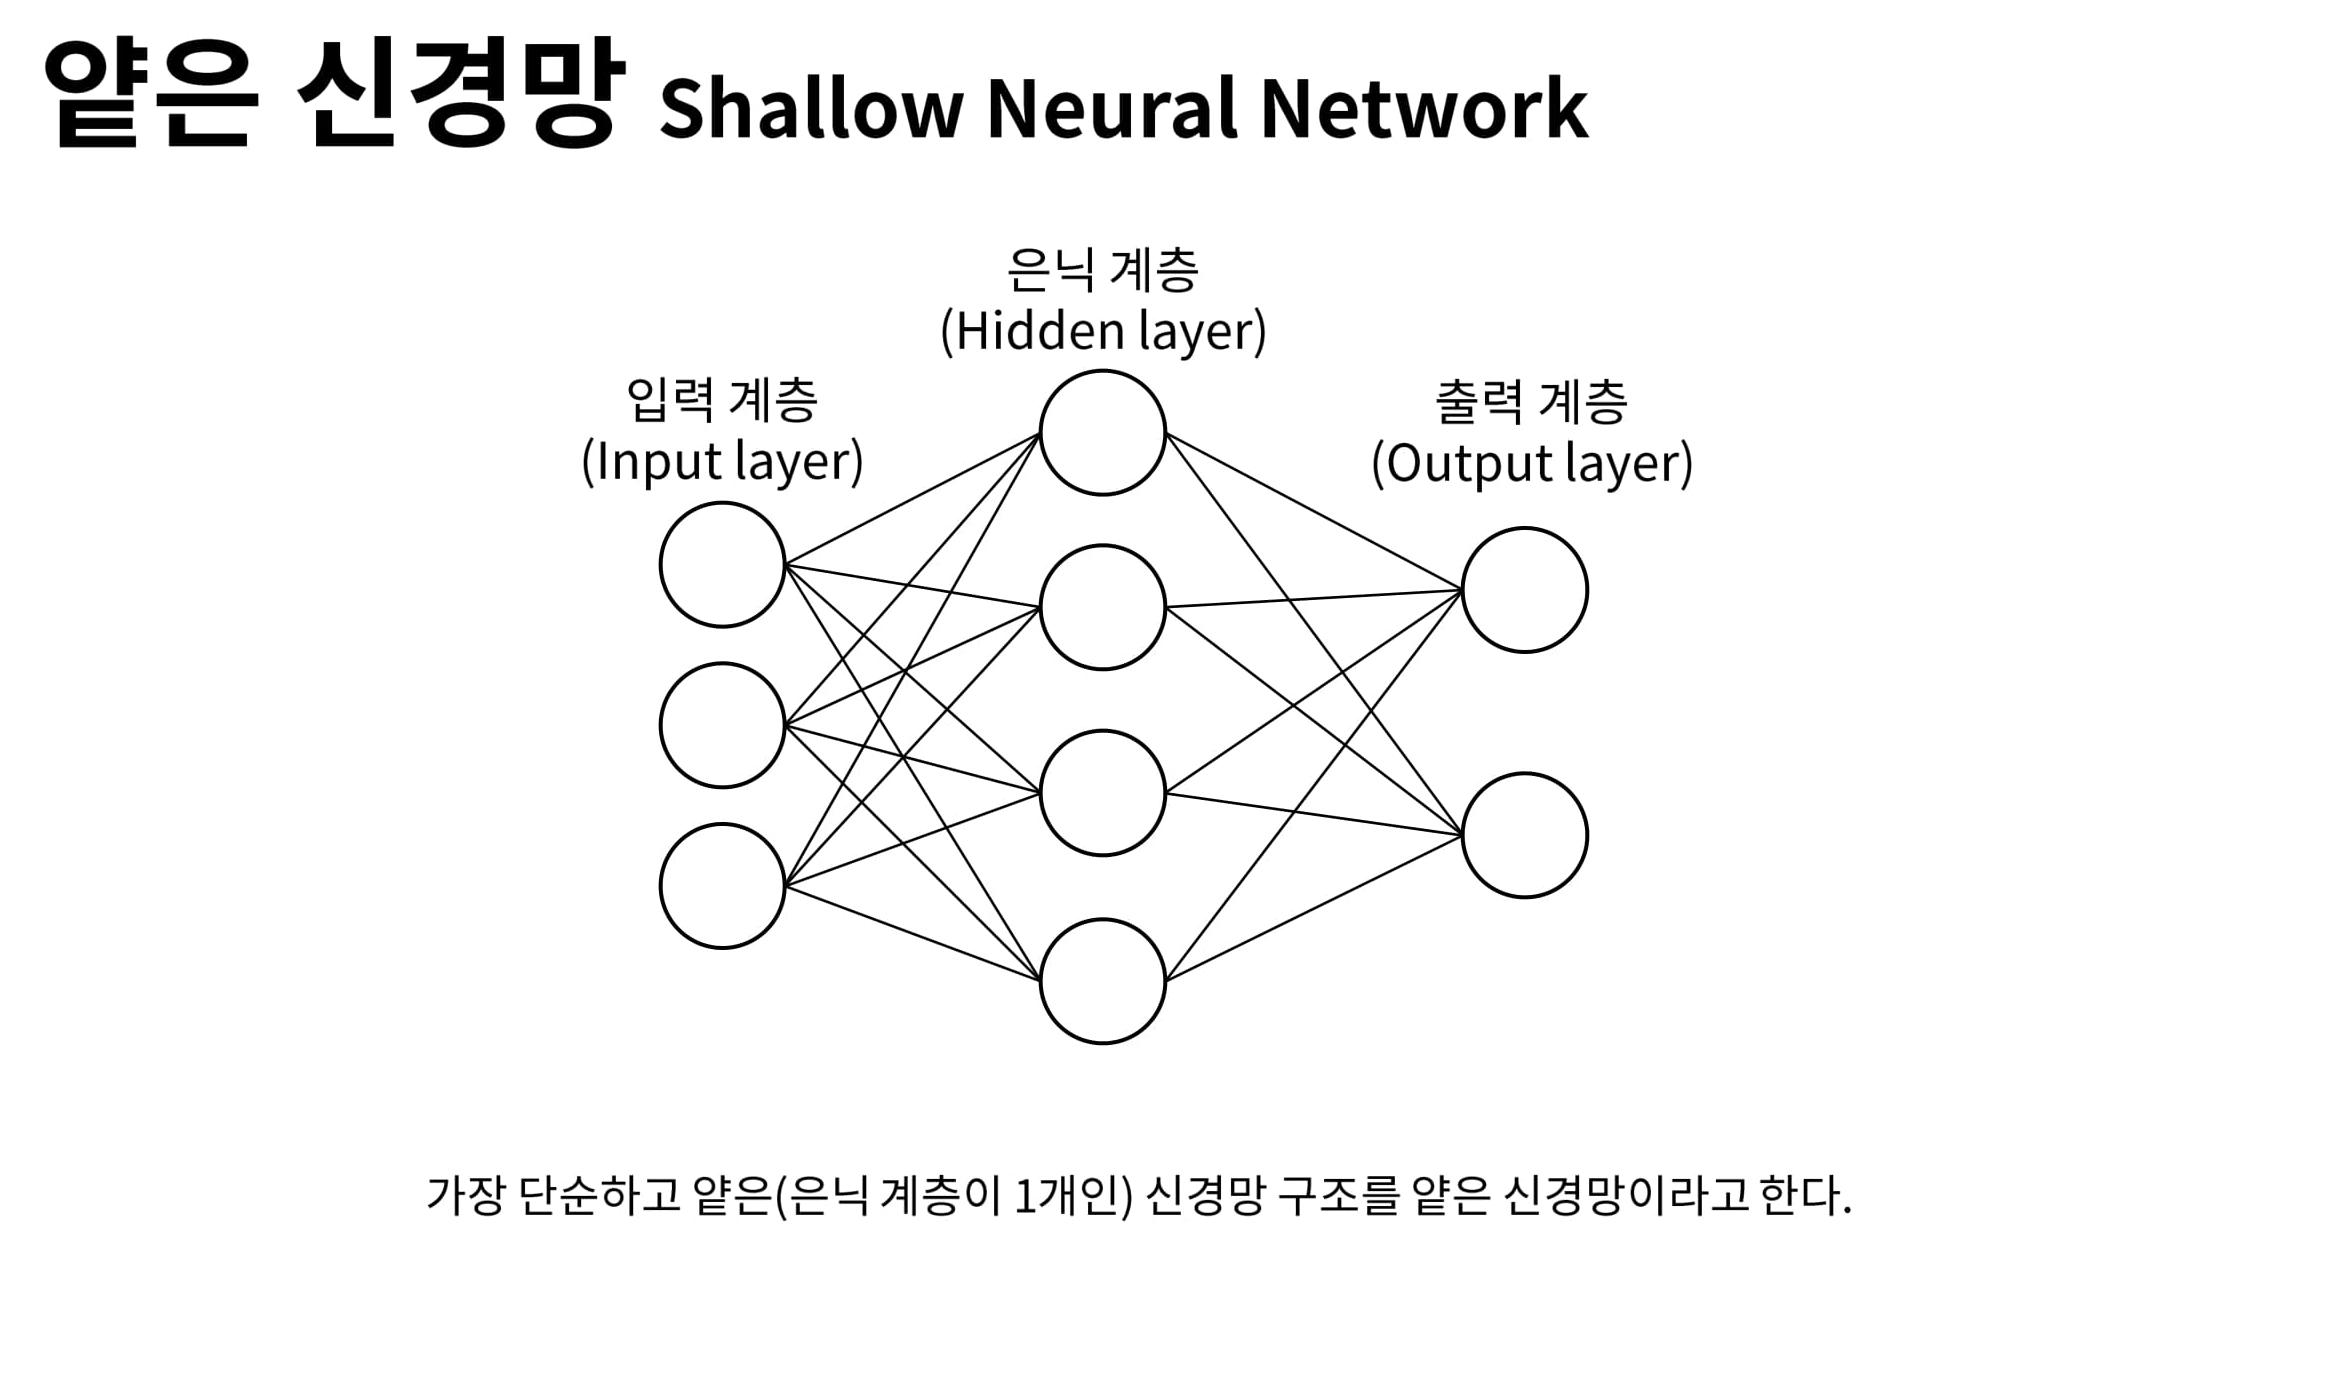 얕은 신경망 Shallow Neural Network
은닉 계층
(Hidden layer)
입력 계층
(Input layer)
출력 계층
(Output layer)
가장 단순하고 얕은(은닉 계층이 1개인) 신경망 구조를 얕은 신경망이라고 한다.